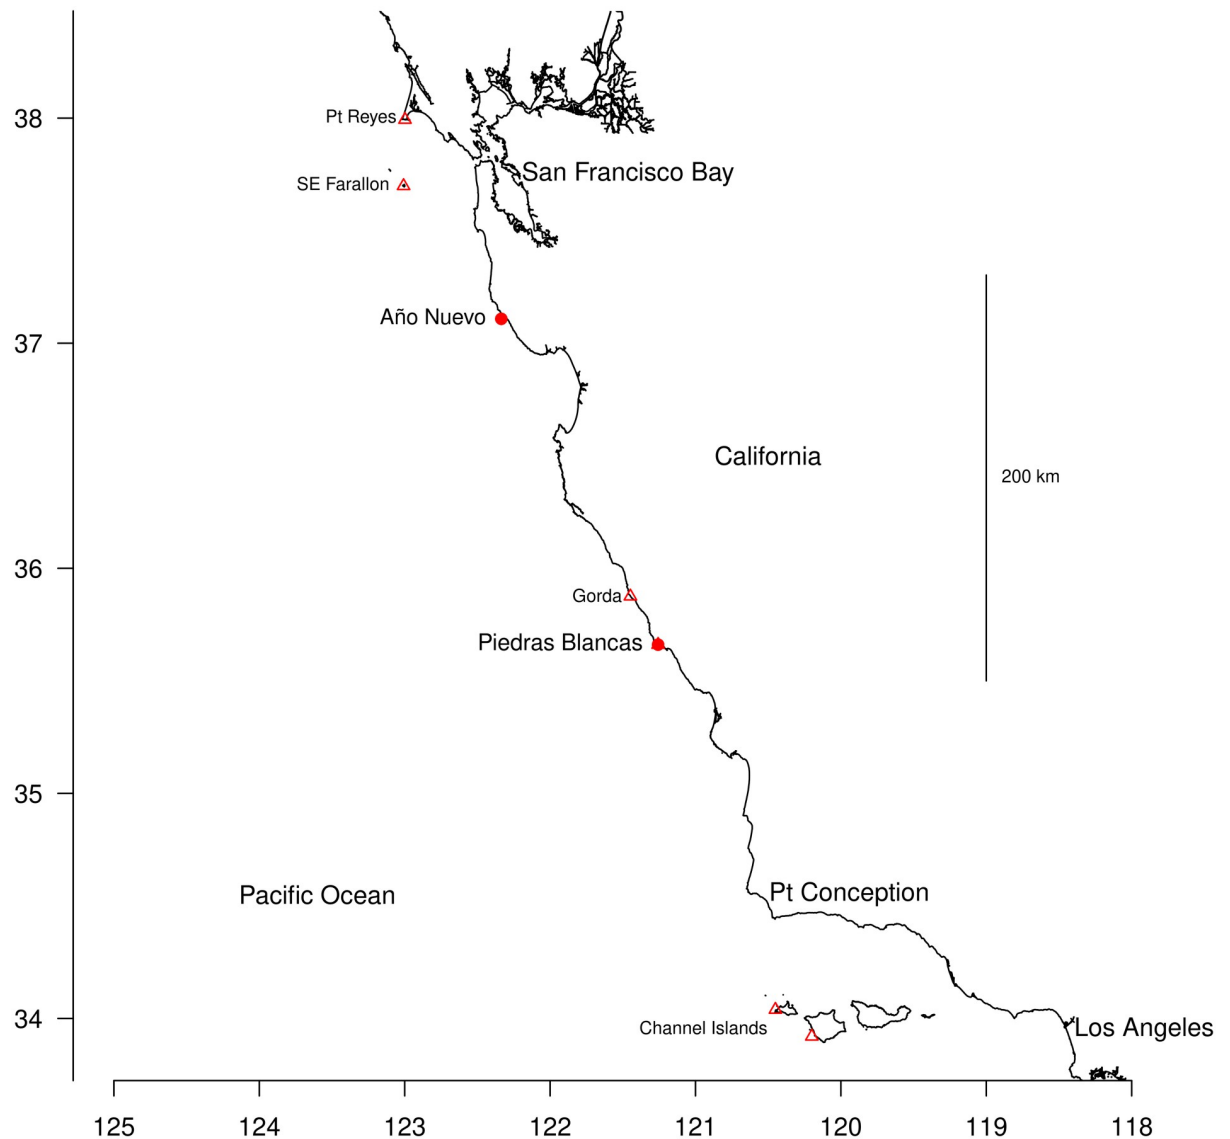 38
Pt Reyes
San Francisco Bay
SE Farallon
Año Nuevo
37
California
200 km
36
Gorda
Piedras Blancas
35
Pacific Ocean
Pt Conception
34
Channel Islands
Los Angeles
125 124 123 122 121 120 119 118